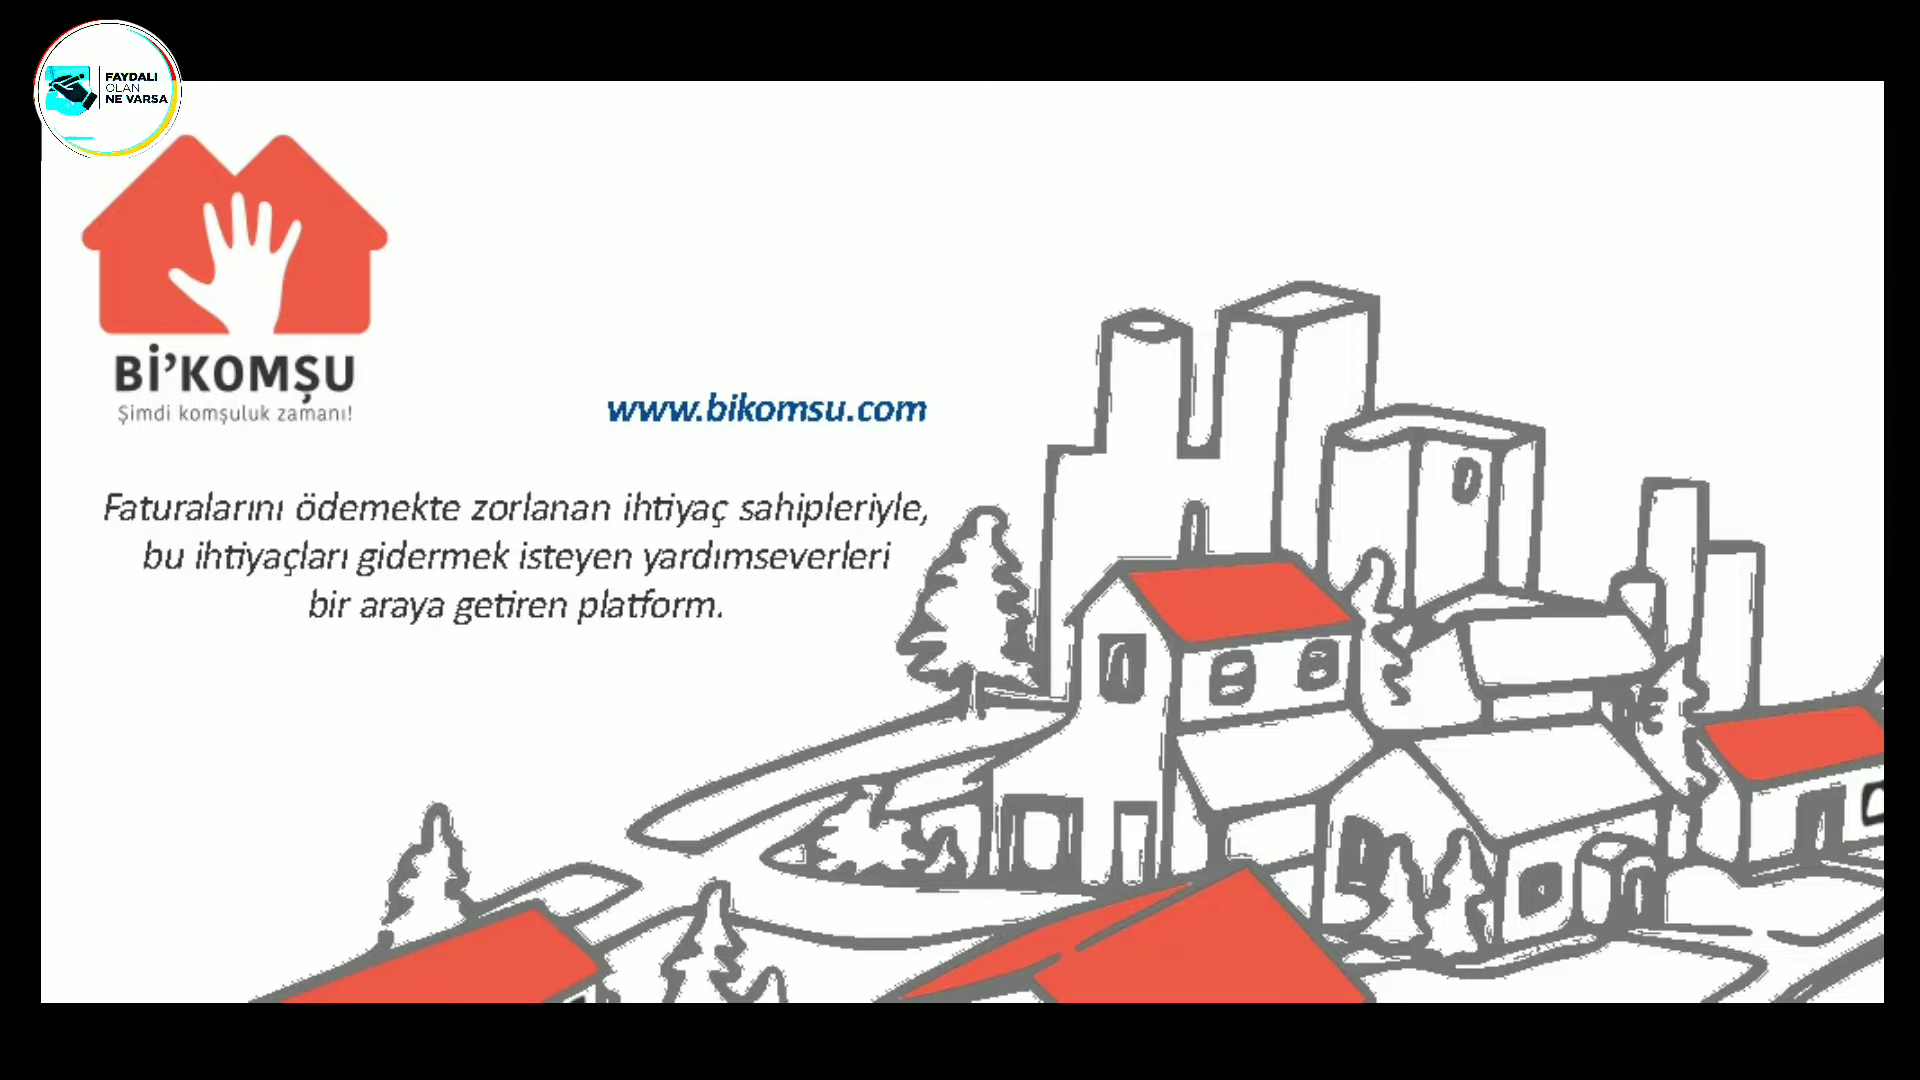 FAYDALI
OLAN
NE VARSA
Bİ'KOMŞU
Şimdi komşuluk zamanı!
www.bikomsu.com
Faturalarını ödemekte zorlanan ihtiyaç sahipleriyle,
bu ihtiyaçları gidermek isteyen yardımseverleri
bir araya getiren platform.